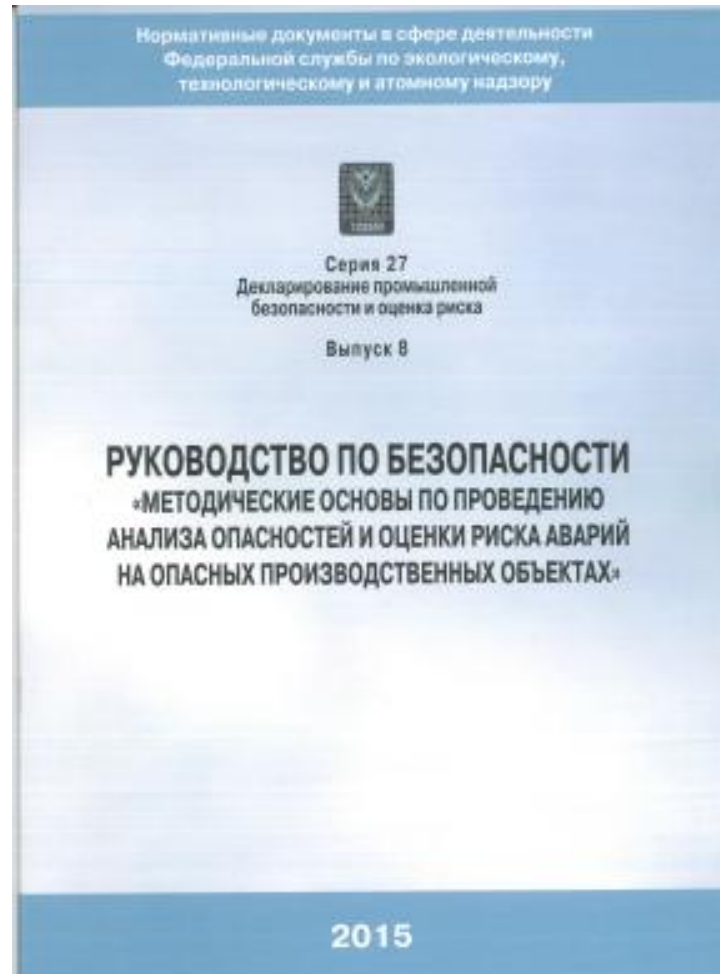 Нормативные документы в сфере деятельности
Федеральной службы по экологическому,
технологическому и атомному надзору
Серия 27
Декларирование промышленной
безопасности и оценка риска
Выпуск 8
РУКОВОДСТВО ПО БЕЗОПАСНОСТИ
«МЕТОДИЧЕСКИЕ ОСНОВЫ ПО ПРОВЕДЕНИЮ
АНАЛИЗА ОПАСНОСТЕЙ И ОЦЕНКИ РИСКА АВАРИЙ
НА ОПАСНЫХ ПРОИЗВОДСТВЕННЫХ ОБЪЕКТАХ»
2015